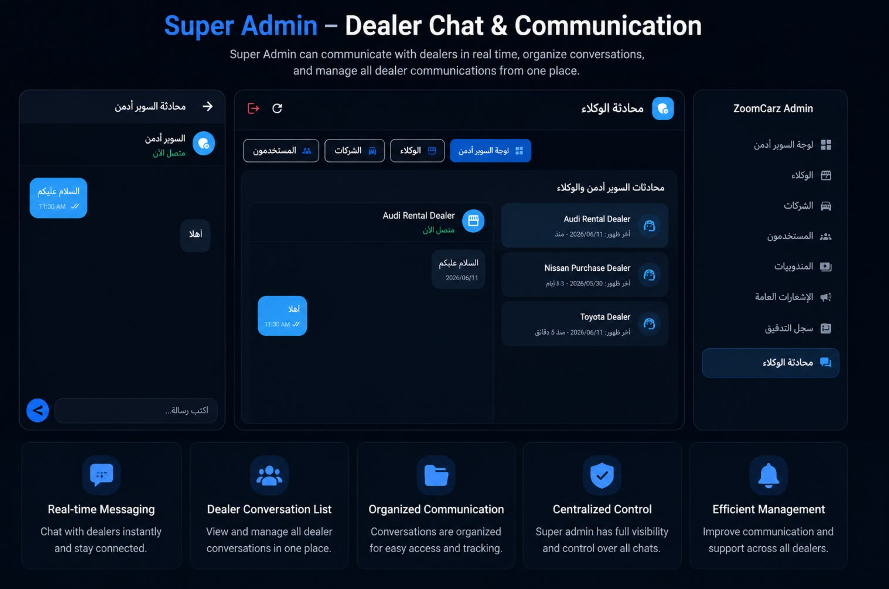 Super Admin – Dealer Chat & Communication
Super Admin can communicate with dealers in real time, organize conversations,
and manage all dealer communications from one place.
محادثة السوبر أدمن
السوبر أدمن
متصل الآن
السلام عليكم
11:30 AM
اهلا
اكتب رسالة...
محادثة الوكلاء
لوحة السوبر أدمن
الوكلاء
الشركات
المستخدمون
محادثات السوبر أدمن والوكلاء
Audi Rental Dealer
آخر ظهور: 2026/06/11 - منذ
Nissan Purchase Dealer
آخر ظهور: 2026/05/30 -
Toyota Dealer
آخر ظهور: 2026/06/11 - منذ 5 دقائق
Audi Rental Dealer
متصل الآن
السلام عليكم
2026/06/11
اهلا
11:30 AM
ZoomCarz Admin
لوحة السوبر أدمن
الوكلاء
الشركات
المستخدمون
المندوبيات
الإشعارات العامة
سجل التدقيق
محادثة الوكلاء
Real-time Messaging
Chat with dealers instantly
and stay connected.
Dealer Conversation List
View and manage all dealer
conversations in one place.
Organized Communication
Conversations are organized
for easy access and tracking.
Centralized Control
Super admin has full visibility
and control over all chats.
Efficient Management
Improve communication and
support across all dealers.